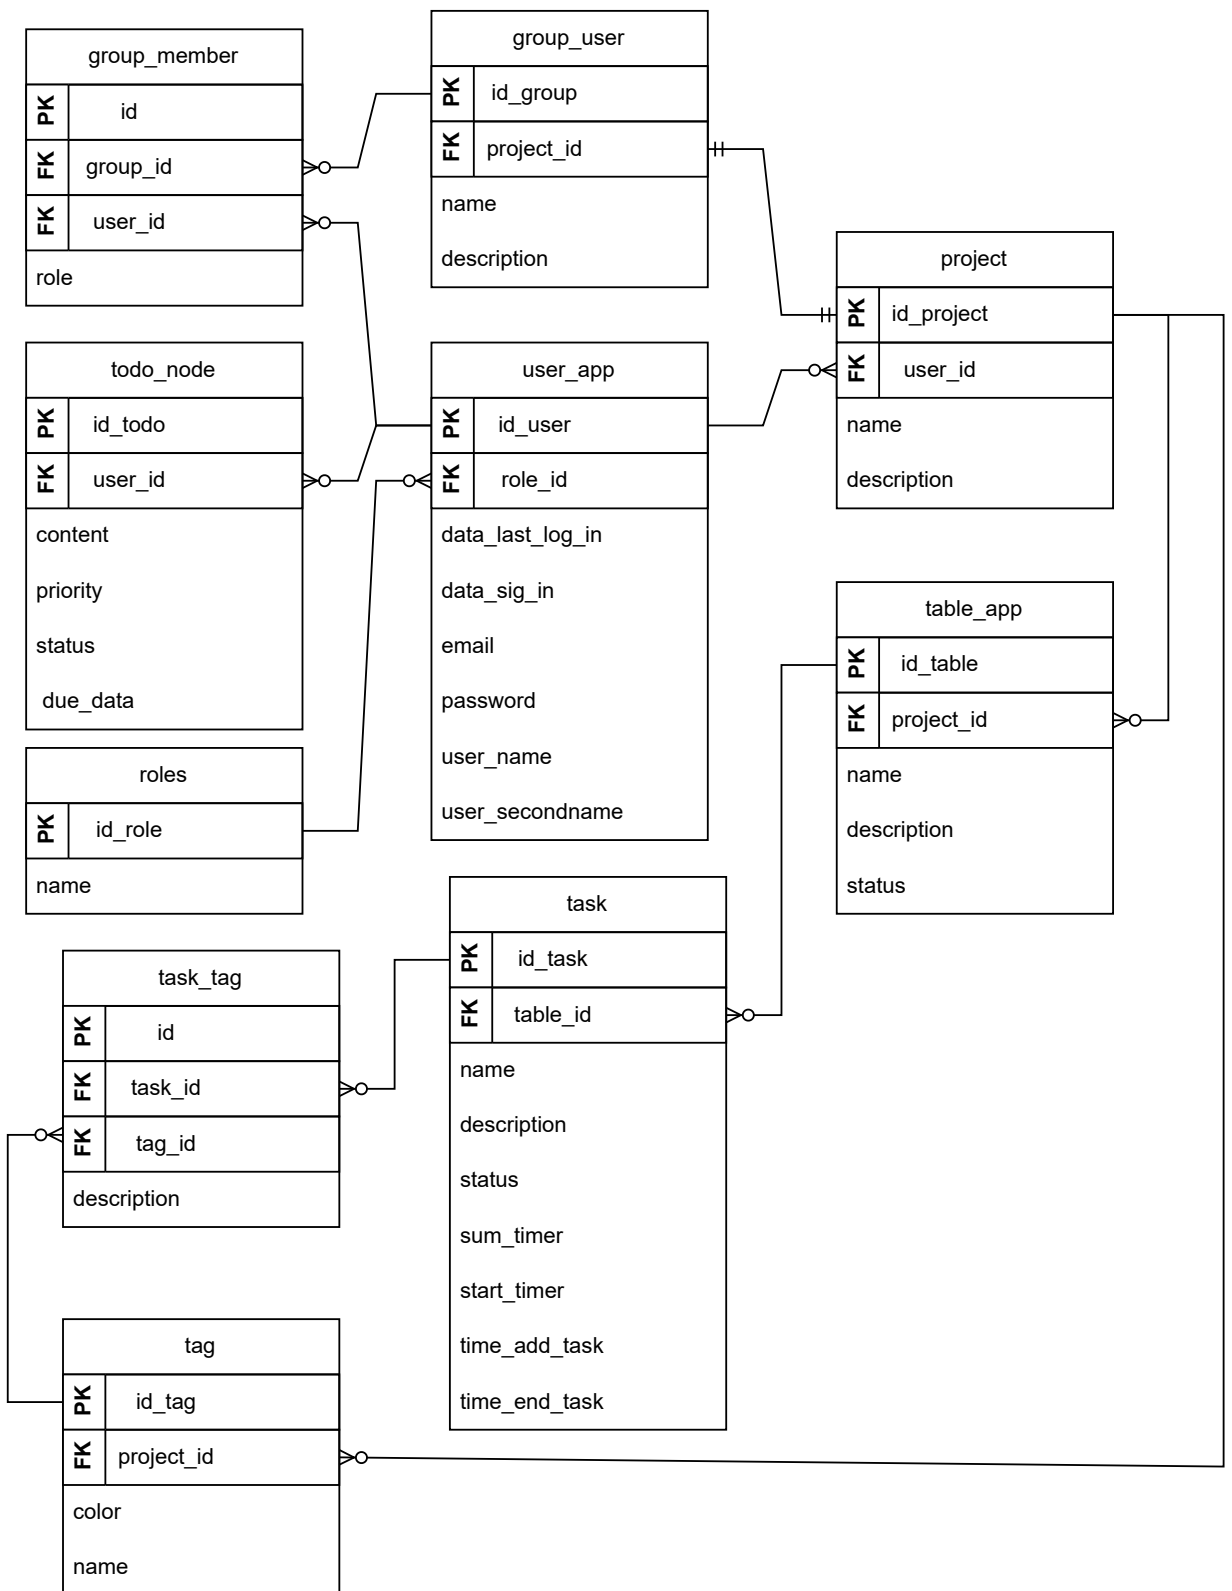 group_member
PK id
FK group_id
FK user_id
role
group_user
PK id_group
FK project_id
name
description
project
PK id_project
FK user_id
name
description
todo_node
PK id_todo
FK user_id
content
priority
status
due_data
user_app
PK id_user
FK role_id
data_last_log_in
data_sig_in
email
password
user_name
user_secondname
table_app
PK id_table
FK project_id
name
description
status
roles
PK id_role
name
task
PK id_task
FK table_id
name
description
status
sum_timer
start_timer
time_add_task
time_end_task
task_tag
PK id
FK task_id
FK tag_id
description
tag
PK id_tag
FK project_id
color
name